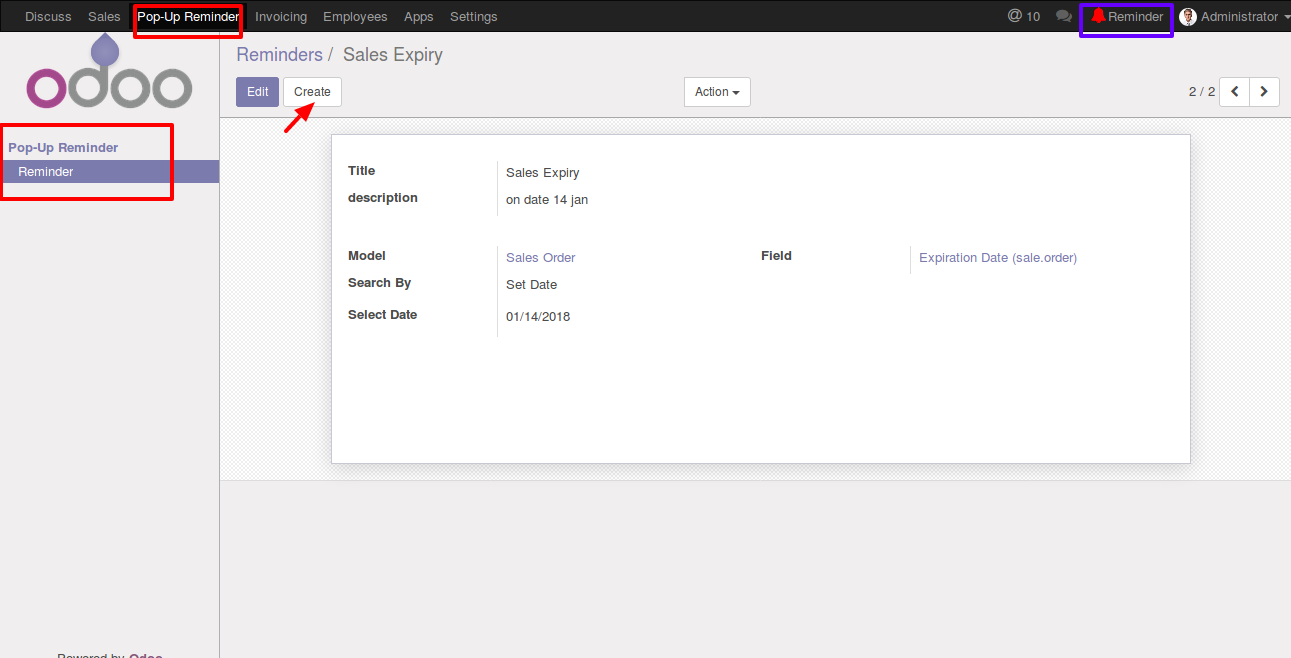 Discuss Sales Pop-Up Reminder Invoicing Employees Apps Settings @ 10 Reminder Administrator
odoo
Reminders / Sales Expiry
Edit Create Action 2 / 2
Pop-Up Reminder
Reminder
Title Sales Expiry
description on date 14 jan
Model Sales Order Field Expiration Date (sale.order)
Search By Set Date
Select Date 01/14/2018
Powered by Odoo